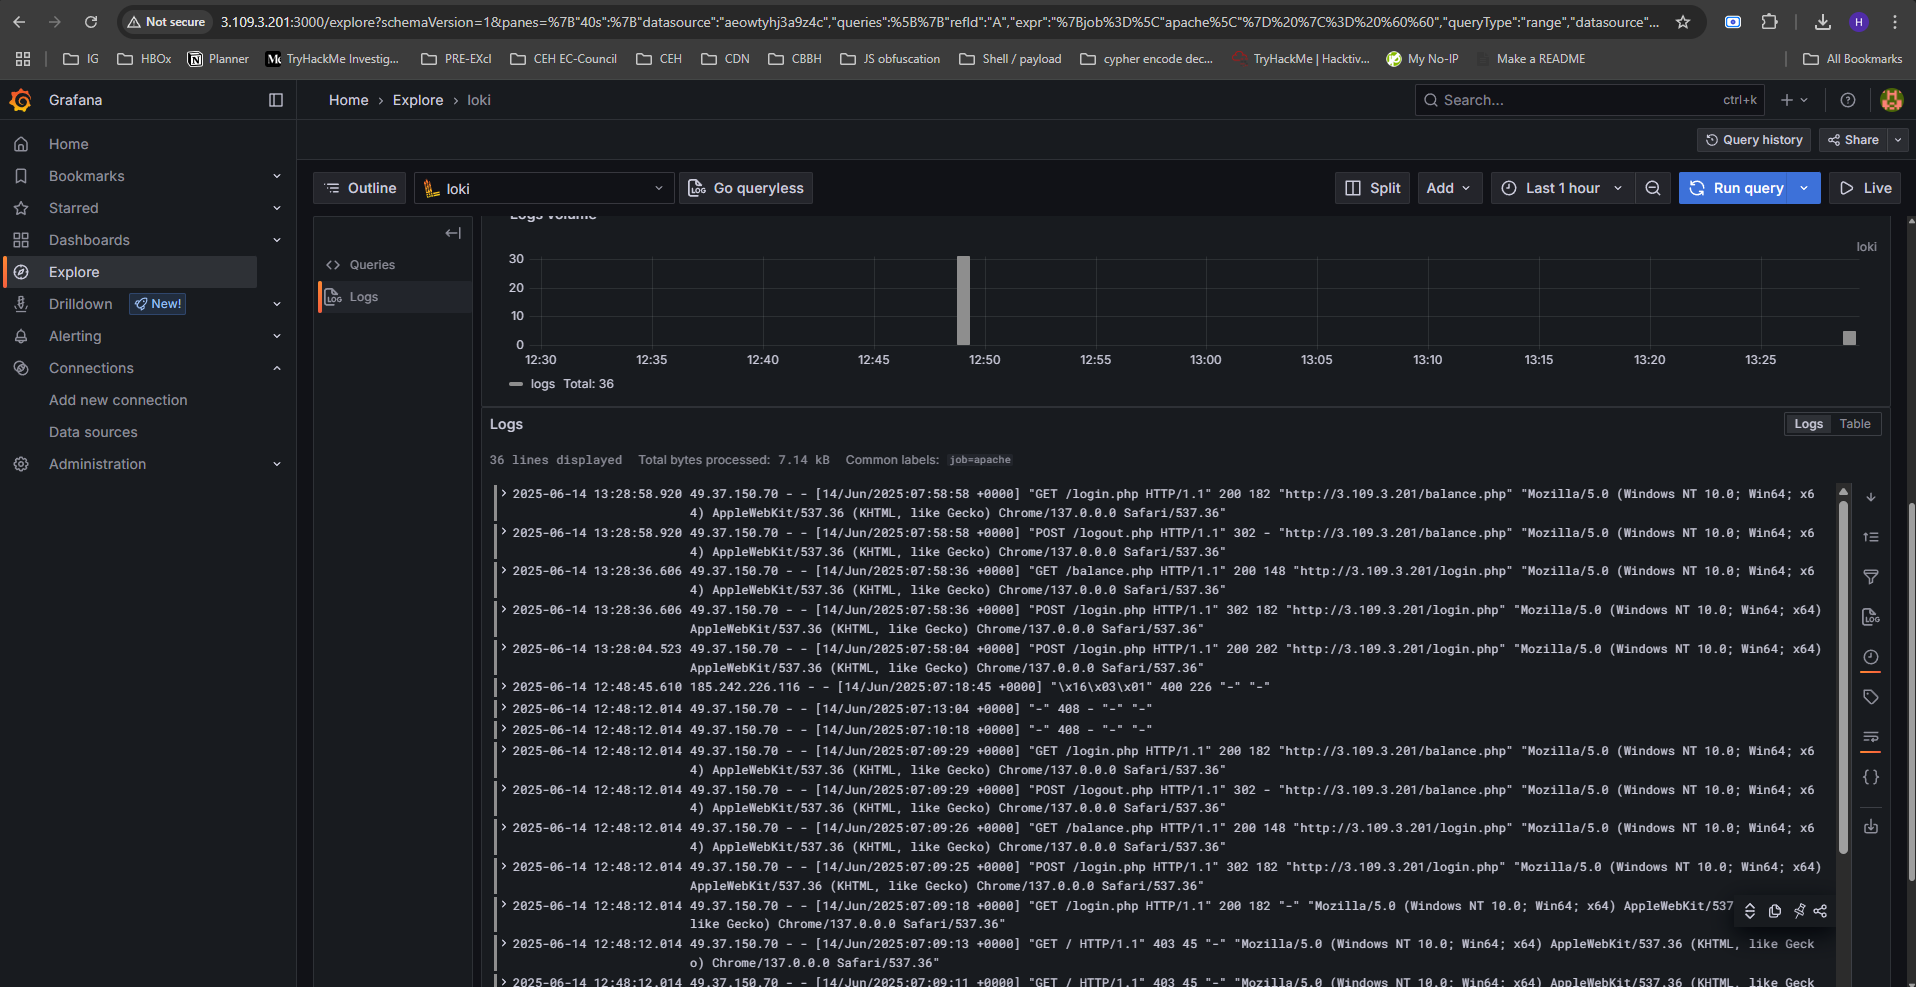 Not secure 3.109.3.201:3000/explore?schemaVersion=1&panes=%7B"40s":%7B"datasource":"aeowtyhj3a9z4c","queries":%5B%7B"refId":"A","expr":"%7Bjob%3D%5C"apache%5C"%7D%20%7C%3D%20%60%60","queryType":"range","datasource"... H
IG HBOx Planner TryHackMe Investig... PRE-EXcl CEH EC-Council CEH CDN CBBH JS obfuscation Shell / payload cypher encode dec... TryHackMe | Hacktiv... My No-IP Make a README All Bookmarks
Grafana
Home › Explore › loki
Search... ctrl+k
Query history Share
Home
Bookmarks
Starred
Dashboards
Explore
Drilldown New!
Alerting
Connections
Add new connection
Data sources
Administration
Outline loki Go queryless Split Add Last 1 hour Run query Live
Queries
Logs
Logs volume
loki
30
20
10
0
12:30 12:35 12:40 12:45 12:50 12:55 13:00 13:05 13:10 13:15 13:20 13:25
logs Total: 36
Logs
Logs Table
36 lines displayed Total bytes processed: 7.14 kB Common labels: job=apache
2025-06-14 13:28:58.920 49.37.150.70 - - [14/Jun/2025:07:58:58 +0000] "GET /login.php HTTP/1.1" 200 182 "http://3.109.3.201/balance.php" "Mozilla/5.0 (Windows NT 10.0; Win64; x6
4) AppleWebKit/537.36 (KHTML, like Gecko) Chrome/137.0.0.0 Safari/537.36"
2025-06-14 13:28:58.920 49.37.150.70 - - [14/Jun/2025:07:58:58 +0000] "POST /logout.php HTTP/1.1" 302 - "http://3.109.3.201/balance.php" "Mozilla/5.0 (Windows NT 10.0; Win64; x6
4) AppleWebKit/537.36 (KHTML, like Gecko) Chrome/137.0.0.0 Safari/537.36"
2025-06-14 13:28:36.606 49.37.150.70 - - [14/Jun/2025:07:58:36 +0000] "GET /balance.php HTTP/1.1" 200 148 "http://3.109.3.201/login.php" "Mozilla/5.0 (Windows NT 10.0; Win64; x6
4) AppleWebKit/537.36 (KHTML, like Gecko) Chrome/137.0.0.0 Safari/537.36"
2025-06-14 13:28:36.606 49.37.150.70 - - [14/Jun/2025:07:58:36 +0000] "POST /login.php HTTP/1.1" 302 182 "http://3.109.3.201/login.php" "Mozilla/5.0 (Windows NT 10.0; Win64; x64)
AppleWebKit/537.36 (KHTML, like Gecko) Chrome/137.0.0.0 Safari/537.36"
2025-06-14 13:28:04.523 49.37.150.70 - - [14/Jun/2025:07:58:04 +0000] "POST /login.php HTTP/1.1" 200 202 "http://3.109.3.201/login.php" "Mozilla/5.0 (Windows NT 10.0; Win64; x64)
AppleWebKit/537.36 (KHTML, like Gecko) Chrome/137.0.0.0 Safari/537.36"
2025-06-14 12:48:45.610 185.242.226.116 - - [14/Jun/2025:07:18:45 +0000] "\x16\x03\x01" 400 226 "-" "-"
2025-06-14 12:48:12.014 49.37.150.70 - - [14/Jun/2025:07:13:04 +0000] "-" 408 - "-" "-"
2025-06-14 12:48:12.014 49.37.150.70 - - [14/Jun/2025:07:10:18 +0000] "-" 408 - "-" "-"
2025-06-14 12:48:12.014 49.37.150.70 - - [14/Jun/2025:07:09:29 +0000] "GET /login.php HTTP/1.1" 200 182 "http://3.109.3.201/balance.php" "Mozilla/5.0 (Windows NT 10.0; Win64; x6
4) AppleWebKit/537.36 (KHTML, like Gecko) Chrome/137.0.0.0 Safari/537.36"
2025-06-14 12:48:12.014 49.37.150.70 - - [14/Jun/2025:07:09:29 +0000] "POST /logout.php HTTP/1.1" 302 - "http://3.109.3.201/balance.php" "Mozilla/5.0 (Windows NT 10.0; Win64; x6
4) AppleWebKit/537.36 (KHTML, like Gecko) Chrome/137.0.0.0 Safari/537.36"
2025-06-14 12:48:12.014 49.37.150.70 - - [14/Jun/2025:07:09:26 +0000] "GET /balance.php HTTP/1.1" 200 148 "http://3.109.3.201/login.php" "Mozilla/5.0 (Windows NT 10.0; Win64; x6
4) AppleWebKit/537.36 (KHTML, like Gecko) Chrome/137.0.0.0 Safari/537.36"
2025-06-14 12:48:12.014 49.37.150.70 - - [14/Jun/2025:07:09:25 +0000] "POST /login.php HTTP/1.1" 302 182 "http://3.109.3.201/login.php" "Mozilla/5.0 (Windows NT 10.0; Win64; x64)
AppleWebKit/537.36 (KHTML, like Gecko) Chrome/137.0.0.0 Safari/537.36"
2025-06-14 12:48:12.014 49.37.150.70 - - [14/Jun/2025:07:09:18 +0000] "GET /login.php HTTP/1.1" 200 182 "-" "Mozilla/5.0 (Windows NT 10.0; Win64; x64) AppleWebKit/537
like Gecko) Chrome/137.0.0.0 Safari/537.36"
2025-06-14 12:48:12.014 49.37.150.70 - - [14/Jun/2025:07:09:13 +0000] "GET / HTTP/1.1" 403 45 "-" "Mozilla/5.0 (Windows NT 10.0; Win64; x64) AppleWebKit/537.36 (KHTML, like Geck
o) Chrome/137.0.0.0 Safari/537.36"
2025-06-14 12:48:12.014 49.37.150.70 - - [14/Jun/2025:07:09:11 +0000] "GET / HTTP/1.1" 403 45 "-" "Mozilla/5.0 (Windows NT 10.0; Win64; x64) AppleWebKit/537.36 (KHTML, like Geck